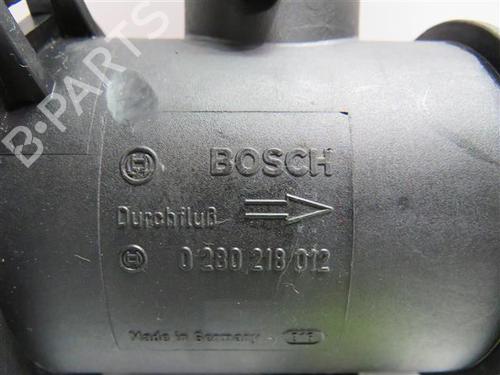 B·PARTS
BOSCH
Durchfluß
0 280 218 012
Made in Germany